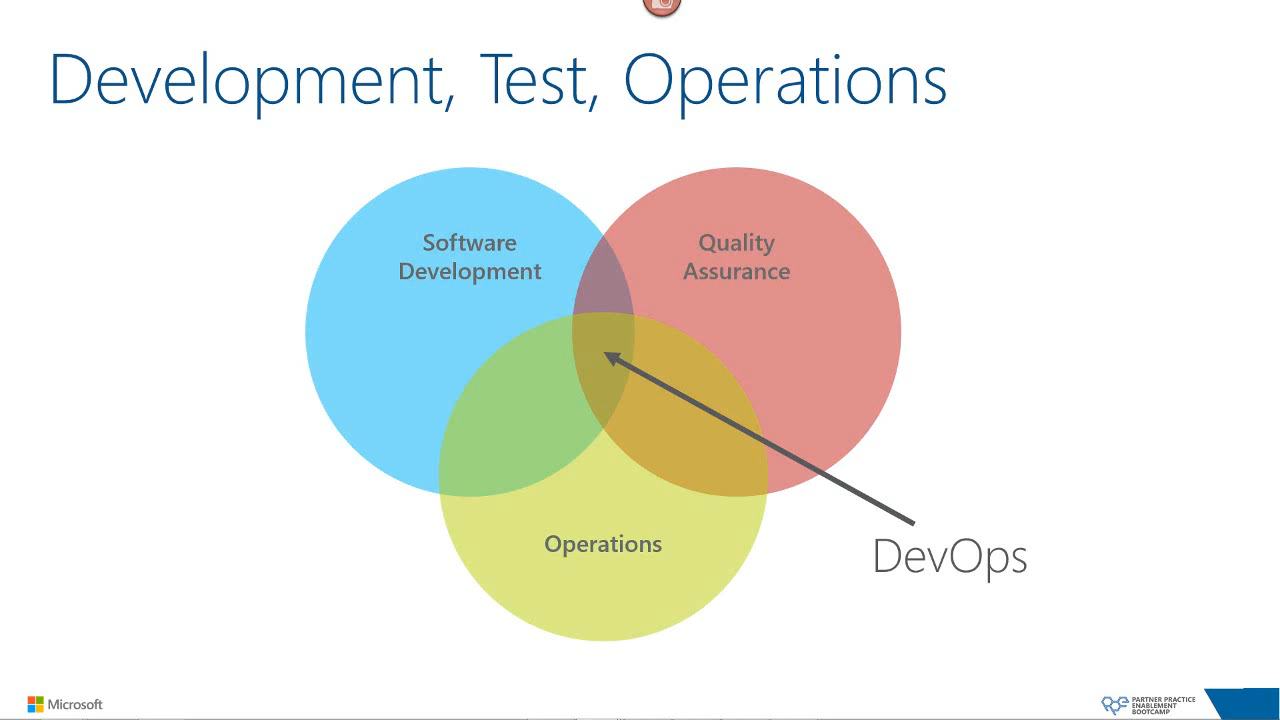 Development, Test, Operations
Software
Development
Quality
Assurance
Operations
DevOps
Microsoft
PARTNER PRACTICE
ENABLEMENT
BOOTCAMP